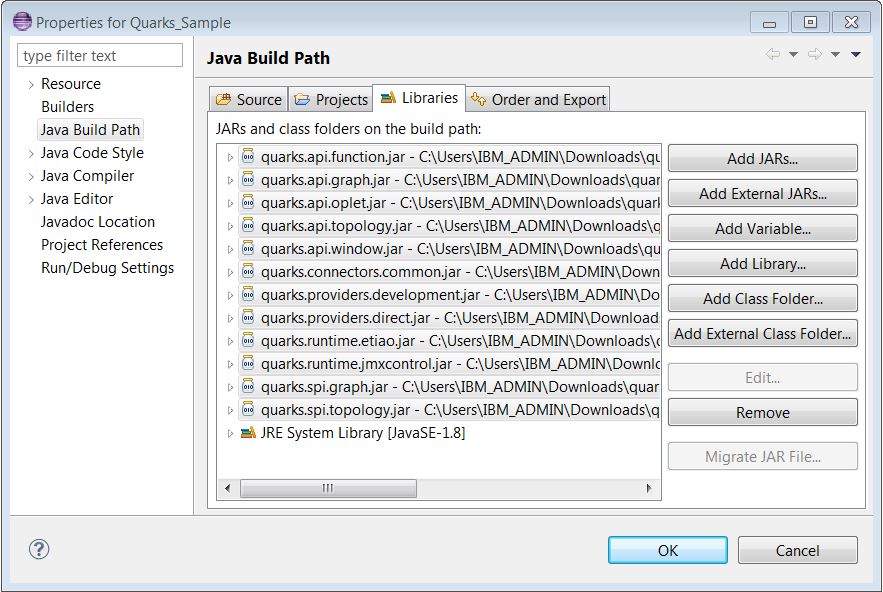 Properties for Quarks_Sample
type filter text
Resource
Builders
Java Build Path
Java Code Style
Java Compiler
Java Editor
Javadoc Location
Project References
Run/Debug Settings
Java Build Path
Source Projects Libraries Order and Export
JARs and class folders on the build path:
quarks.api.function.jar - C:\Users\IBM_ADMIN\Downloads\qu
quarks.api.graph.jar - C:\Users\IBM_ADMIN\Downloads\quar
quarks.api.oplet.jar - C:\Users\IBM_ADMIN\Downloads\quark
quarks.api.topology.jar - C:\Users\IBM_ADMIN\Downloads\q
quarks.api.window.jar - C:\Users\IBM_ADMIN\Downloads\qua
quarks.connectors.common.jar - C:\Users\IBM_ADMIN\Down
quarks.providers.development.jar - C:\Users\IBM_ADMIN\Do
quarks.providers.direct.jar - C:\Users\IBM_ADMIN\Downloads
quarks.runtime.etiao.jar - C:\Users\IBM_ADMIN\Downloads\q
quarks.runtime.jmxcontrol.jar - C:\Users\IBM_ADMIN\Downlo
quarks.spi.graph.jar - C:\Users\IBM_ADMIN\Downloads\quar
quarks.spi.topology.jar - C:\Users\IBM_ADMIN\Downloads\q
JRE System Library [JavaSE-1.8]
Add JARs...
Add External JARs...
Add Variable...
Add Library...
Add Class Folder...
Add External Class Folder...
Edit...
Remove
Migrate JAR File...
?
OK
Cancel